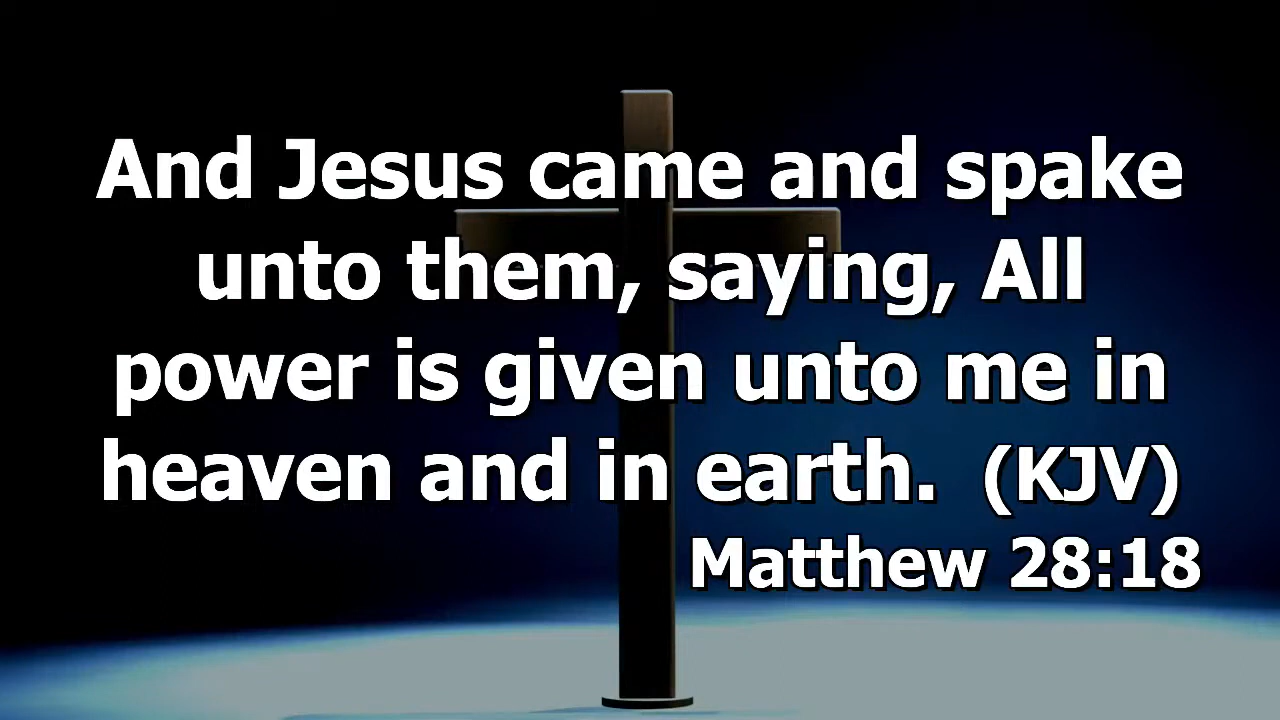 And Jesus came and spake
unto them, saying, All
power is given unto me in
heaven and in earth.  (KJV)
Matthew 28:18